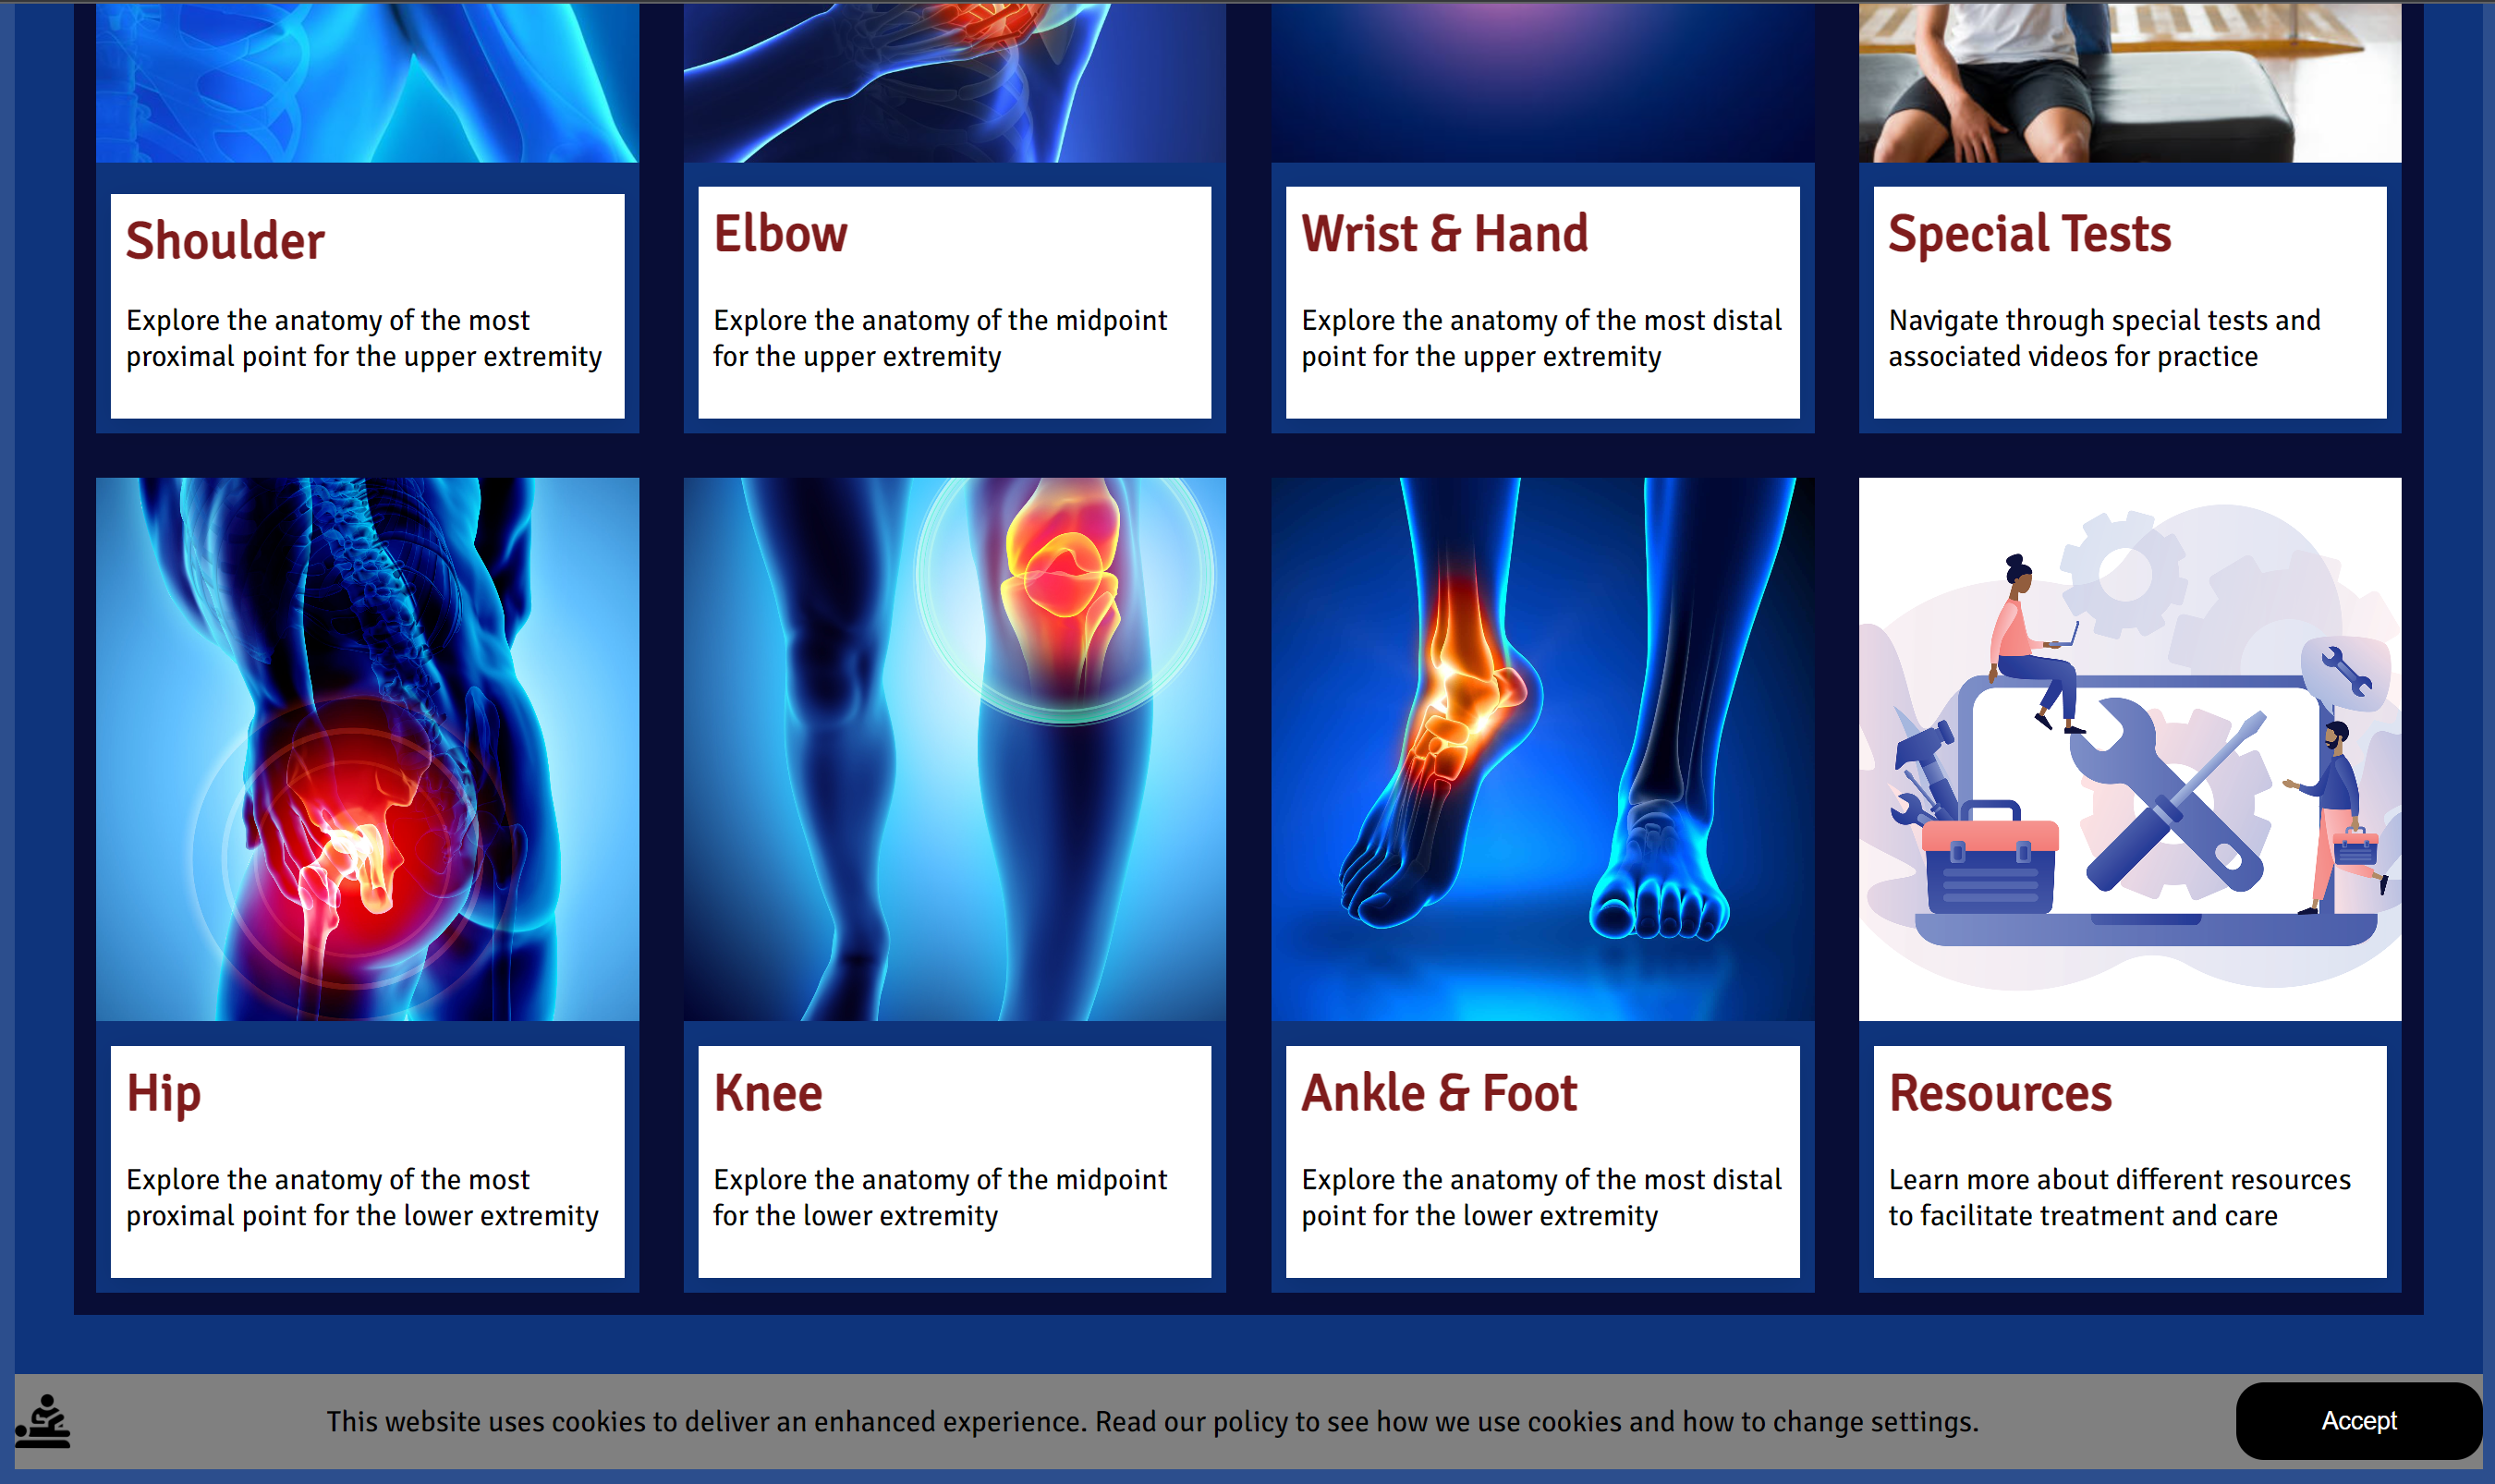 Shoulder
Explore the anatomy of the most
proximal point for the upper extremity
Elbow
Explore the anatomy of the midpoint
for the upper extremity
Wrist & Hand
Explore the anatomy of the most distal
point for the upper extremity
Special Tests
Navigate through special tests and
associated videos for practice
Hip
Explore the anatomy of the most
proximal point for the lower extremity
Knee
Explore the anatomy of the midpoint
for the lower extremity
Ankle & Foot
Explore the anatomy of the most distal
point for the lower extremity
Resources
Learn more about different resources
to facilitate treatment and care
This website uses cookies to deliver an enhanced experience. Read our policy to see how we use cookies and how to change settings.
Accept